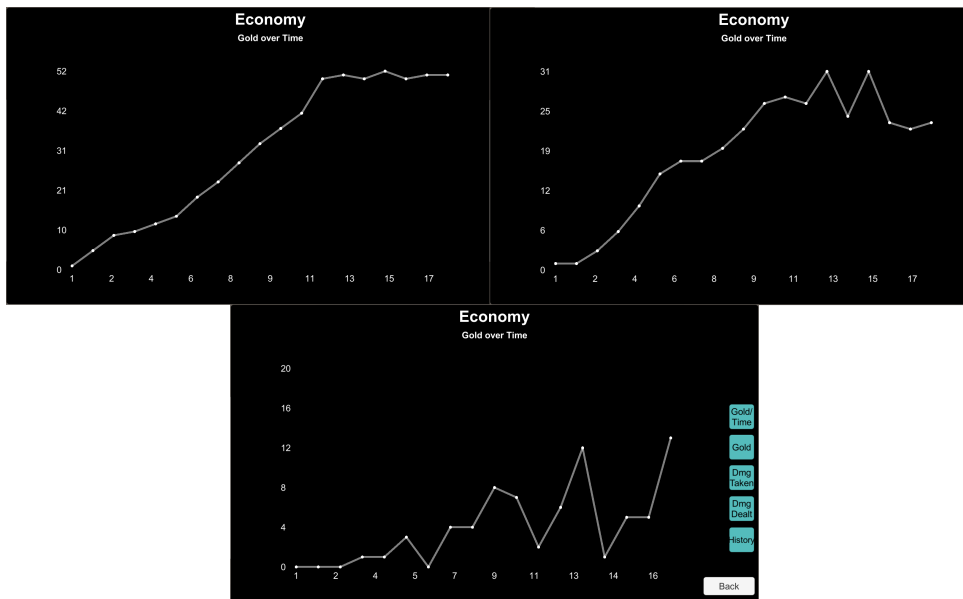 Economy
Gold over Time
52
42
31
21
10
0
1 2 4 6 8 9 11 13 15 17
Economy
Gold over Time
31
25
19
12
6
0
1 2 4 6 8 9 11 13 15 17
Economy
Gold over Time
20
16
12
8
4
0
1 2 4 5 7 9 11 13 14 16
Gold/
Time
Gold
Dmg
Taken
Dmg
Dealt
History
Back